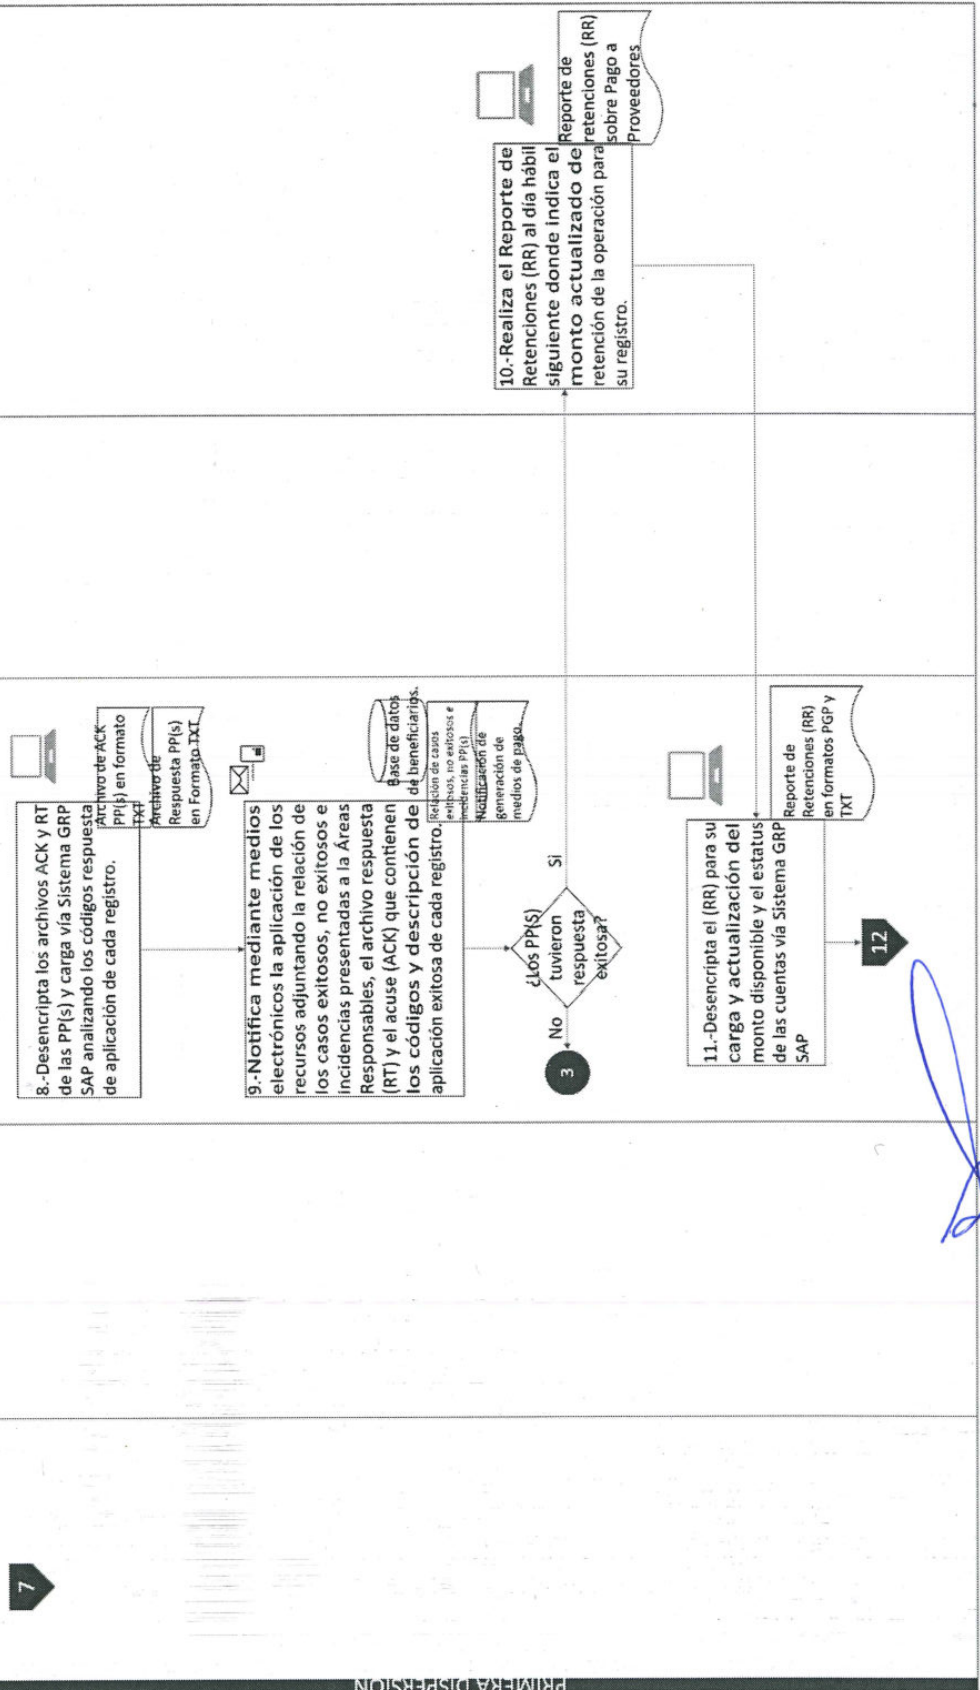 PRIMERA DISPERSIÓN
7
8.-Desencripta los archivos ACK y RT
de las PP(s) y carga vía Sistema GRP
SAP analizando los códigos respuesta
de aplicación de cada registro.
Archivo de ACK
PP(s) en formato
TXT
Archivo de
Respuesta PP(s)
en Formato TXT
9.-Notifica mediante medios
electrónicos la aplicación de los
recursos adjuntando la relación de
los casos exitosos, no exitosos e
incidencias presentadas a la Áreas
Responsables, el archivo respuesta
(RT) y el acuse (ACK) que contienen
los códigos y descripción de
aplicación exitosa de cada registro.
Base de datos
de beneficiarios.
Relación de casos
exitosos, no exitosos e
incidencias PP(s)
Notificación de
generación de
medios de pago.
¿Los PP(S)
tuvieron
respuesta
exitosa?
No
3
Si
10.-Realiza el Reporte de
Retenciones (RR) al día hábil
siguiente donde indica el
monto actualizado de
retención de la operación para
su registro.
Reporte de
retenciones (RR)
sobre Pago a
Proveedores
11.-Desencripta el (RR) para su
carga y actualización del
monto disponible y el estatus
de las cuentas vía Sistema GRP
SAP
Reporte de
Retenciones (RR)
en formatos PGP y
TXT
12